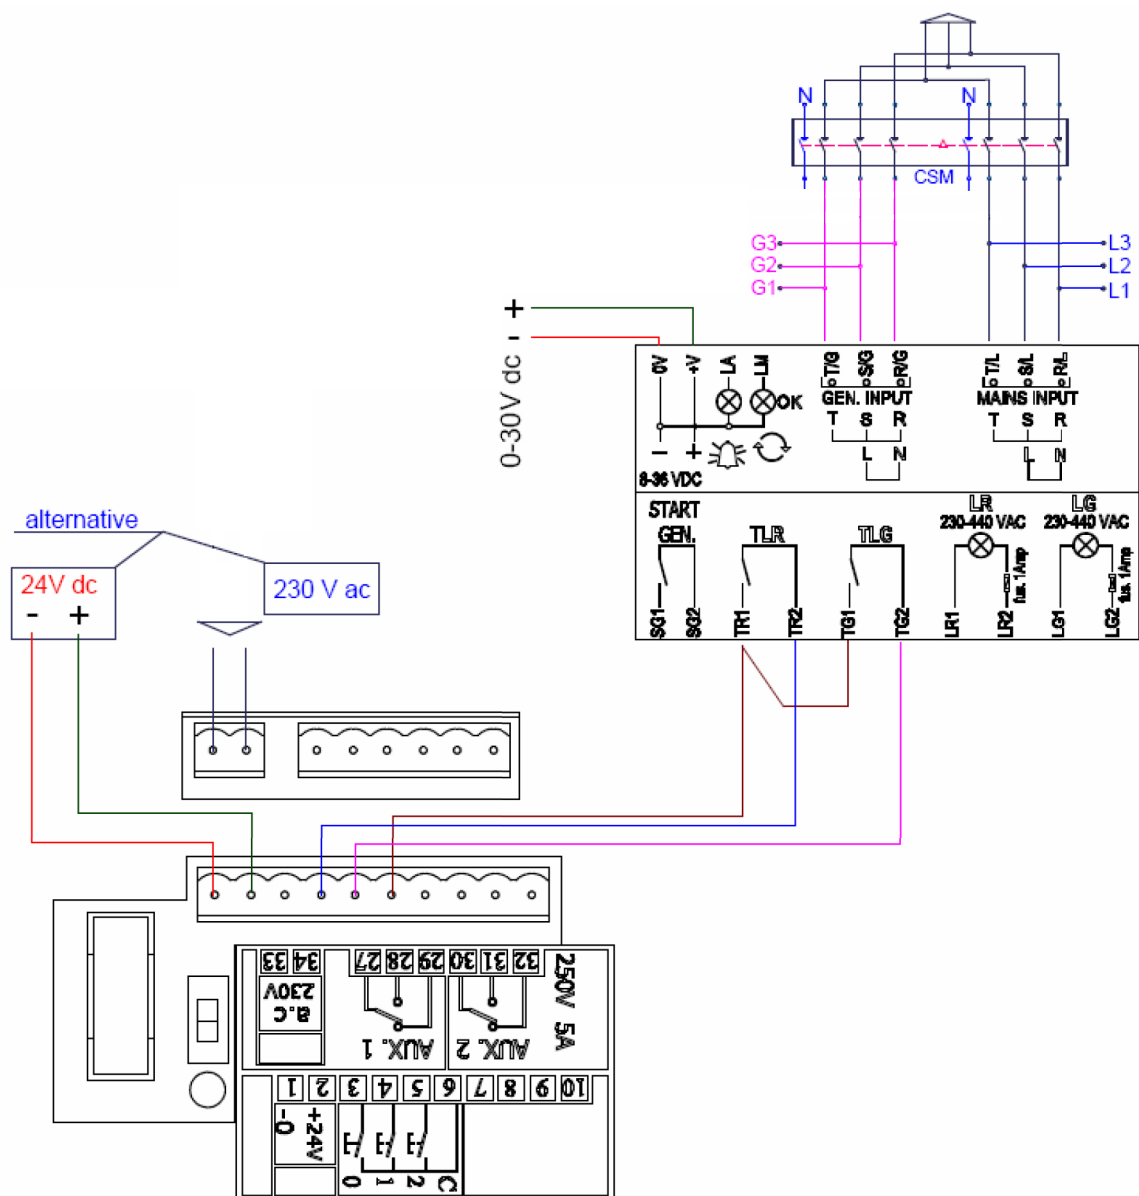 N N
CSM
G3 L3
G2 L2
G1 L1
+
-
0-30V dc
0V +V LA LM T/G S/G R/G T/L S/L R/L
OK GEN. INPUT MAINS INPUT
T S R T S R
- + L N L N
8-36 VDC
START GEN. TLR TLG LR 230-440 VAC LG 230-440 VAC
fus. 1Amp fus. 1Amp
SG1 SG2 TR1 TR2 TG1 TG2 LR1 LR2 LG1 LG2
alternative
24V dc 230 V ac
- +
33 34 27 28 29 30 31 32
a.c 230V
250V 5A
AUX. 1 AUX. 2
1 2 3 4 5 6 7 8 9 10
-0 +24V
0 1 2 C